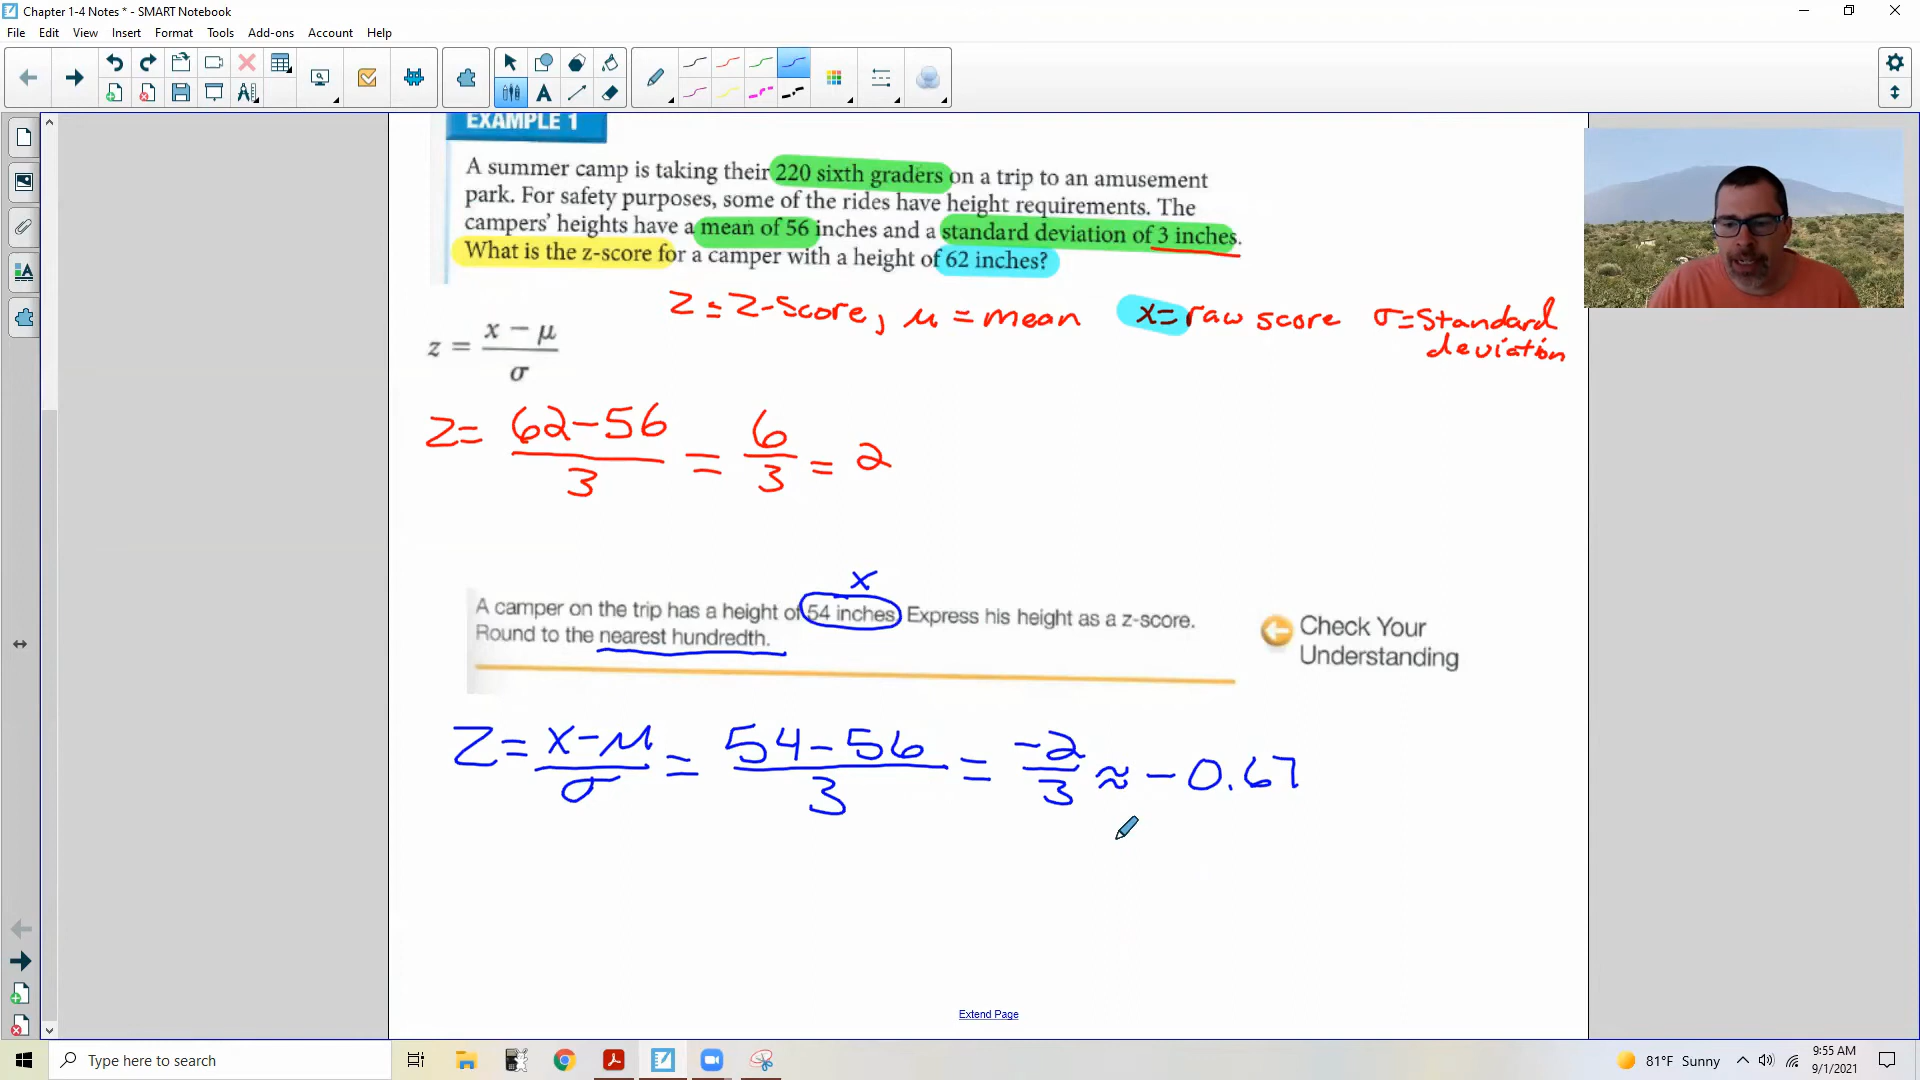 Chapter 1-4 Notes * - SMART Notebook
File Edit View Insert Format Tools Add-ons Account Help
EXAMPLE 1
A summer camp is taking their 220 sixth graders on a trip to an amusement
park. For safety purposes, some of the rides have height requirements. The
campers' heights have a mean of 56 inches and a standard deviation of 3 inches.
What is the z-score for a camper with a height of 62 inches?
z = z-score, μ = mean x= raw score σ=standard
deviation
z = x − μ / σ
z= 62-56 / 3 = 6/3 = 2
x
A camper on the trip has a height of 54 inches. Express his height as a z-score.
Round to the nearest hundredth.
Check Your
Understanding
z = x-μ / σ = 54-56 / 3 = -2/3 ≈ -0.67
Extend Page
Type here to search
81°F Sunny
9:55 AM
9/1/2021